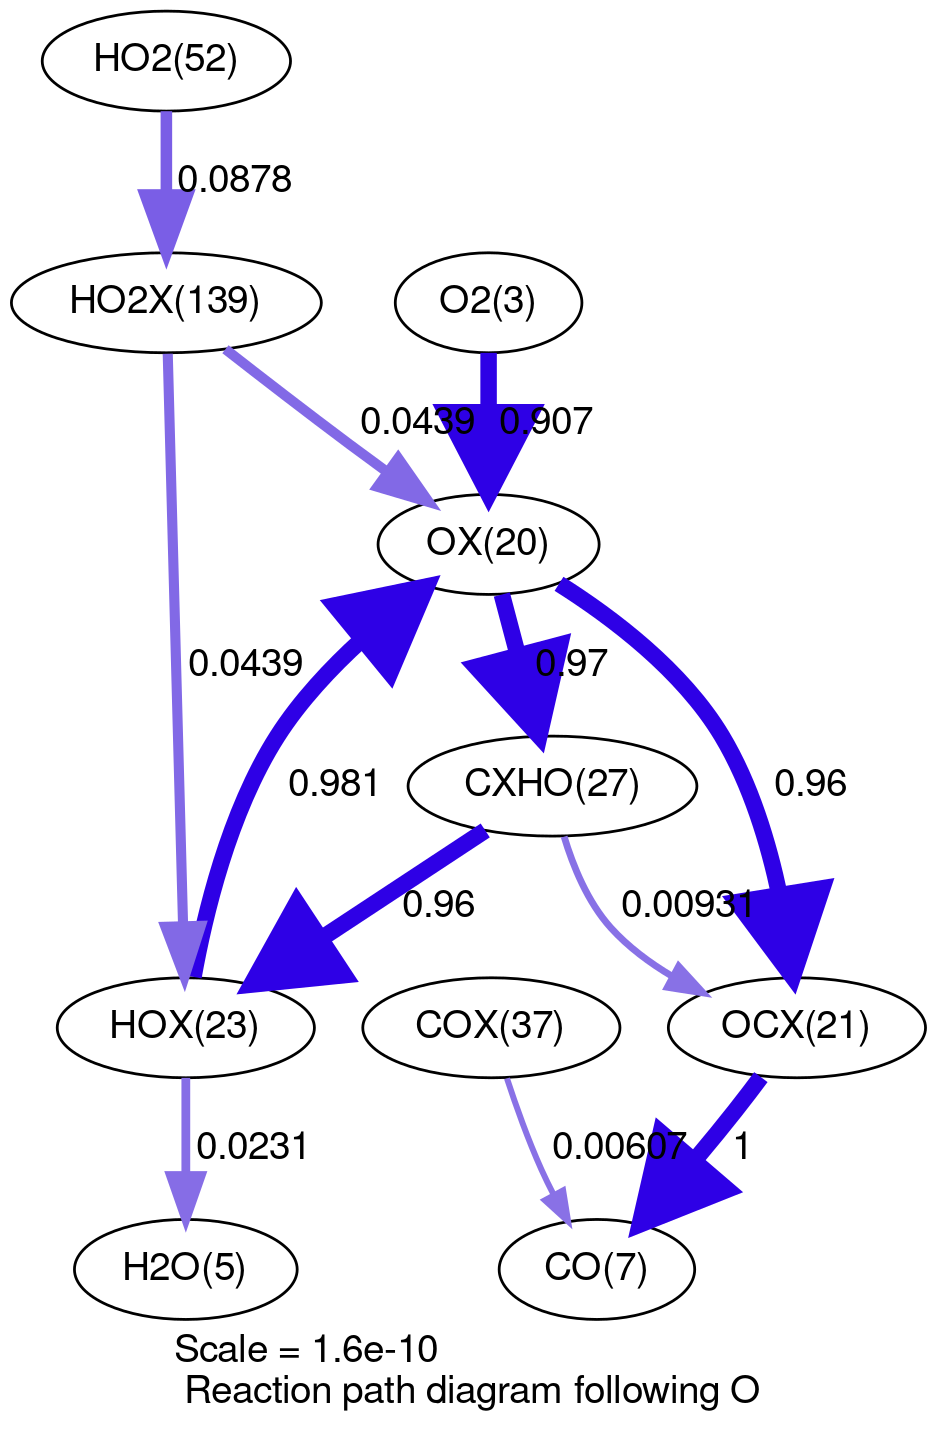 HO2(52)
0.0878
HO2X(139)
O2(3)
0.0439
0.907
OX(20)
0.0439
0.97
0.981
CXHO(27)
0.96
0.96
0.00931
HOX(23)
COX(37)
OCX(21)
0.0231
0.00607
1
H2O(5)
CO(7)
Scale = 1.6e-10
Reaction path diagram following O